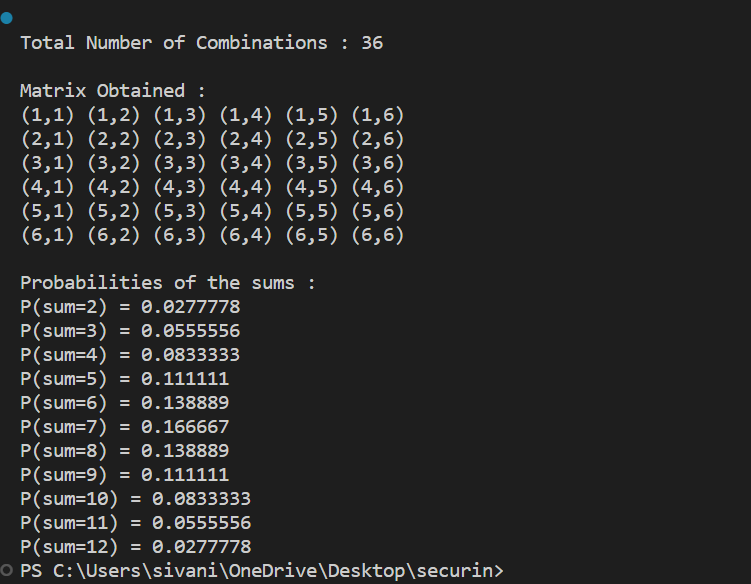 Total Number of Combinations : 36
Matrix Obtained :
(1,1) (1,2) (1,3) (1,4) (1,5) (1,6)
(2,1) (2,2) (2,3) (2,4) (2,5) (2,6)
(3,1) (3,2) (3,3) (3,4) (3,5) (3,6)
(4,1) (4,2) (4,3) (4,4) (4,5) (4,6)
(5,1) (5,2) (5,3) (5,4) (5,5) (5,6)
(6,1) (6,2) (6,3) (6,4) (6,5) (6,6)
Probabilities of the sums :
P(sum=2) = 0.0277778
P(sum=3) = 0.0555556
P(sum=4) = 0.0833333
P(sum=5) = 0.111111
P(sum=6) = 0.138889
P(sum=7) = 0.166667
P(sum=8) = 0.138889
P(sum=9) = 0.111111
P(sum=10) = 0.0833333
P(sum=11) = 0.0555556
P(sum=12) = 0.0277778
PS C:\Users\sivani\OneDrive\Desktop\securin>